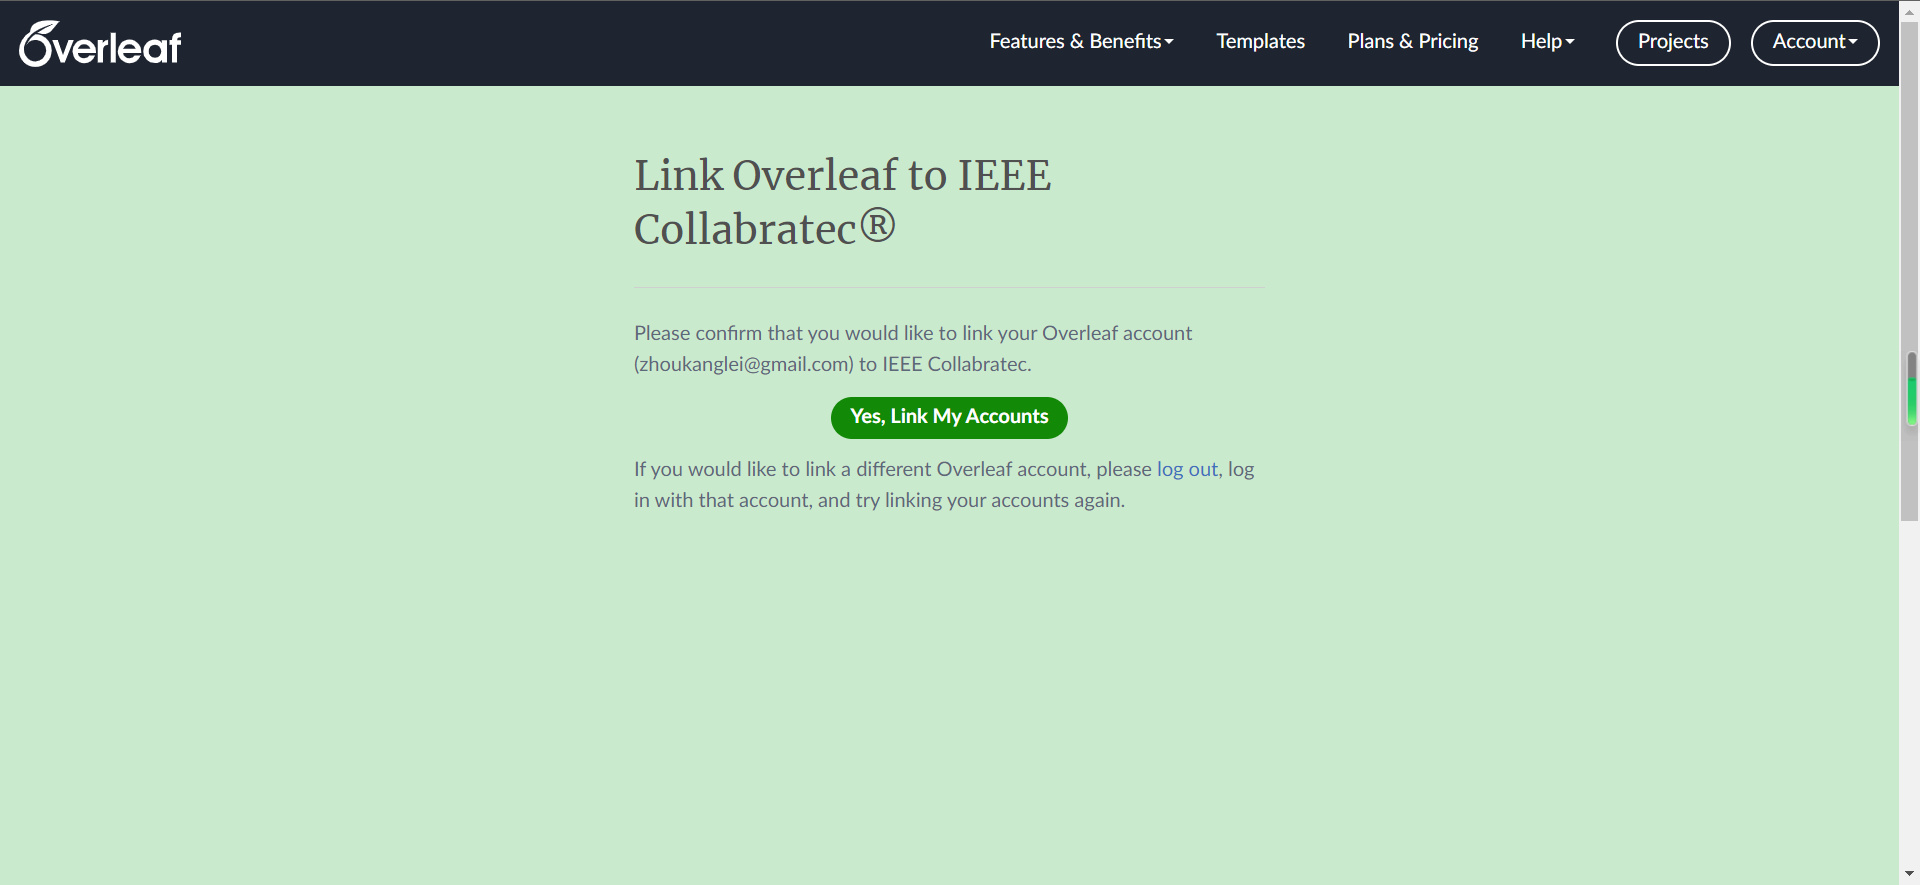 Overleaf
Features & Benefits
Templates
Plans & Pricing
Help
Projects
Account
Link Overleaf to IEEE
Collabratec®
Please confirm that you would like to link your Overleaf account
(zhoukanglei@gmail.com) to IEEE Collabratec.
Yes, Link My Accounts
If you would like to link a different Overleaf account, please log out, log
in with that account, and try linking your accounts again.